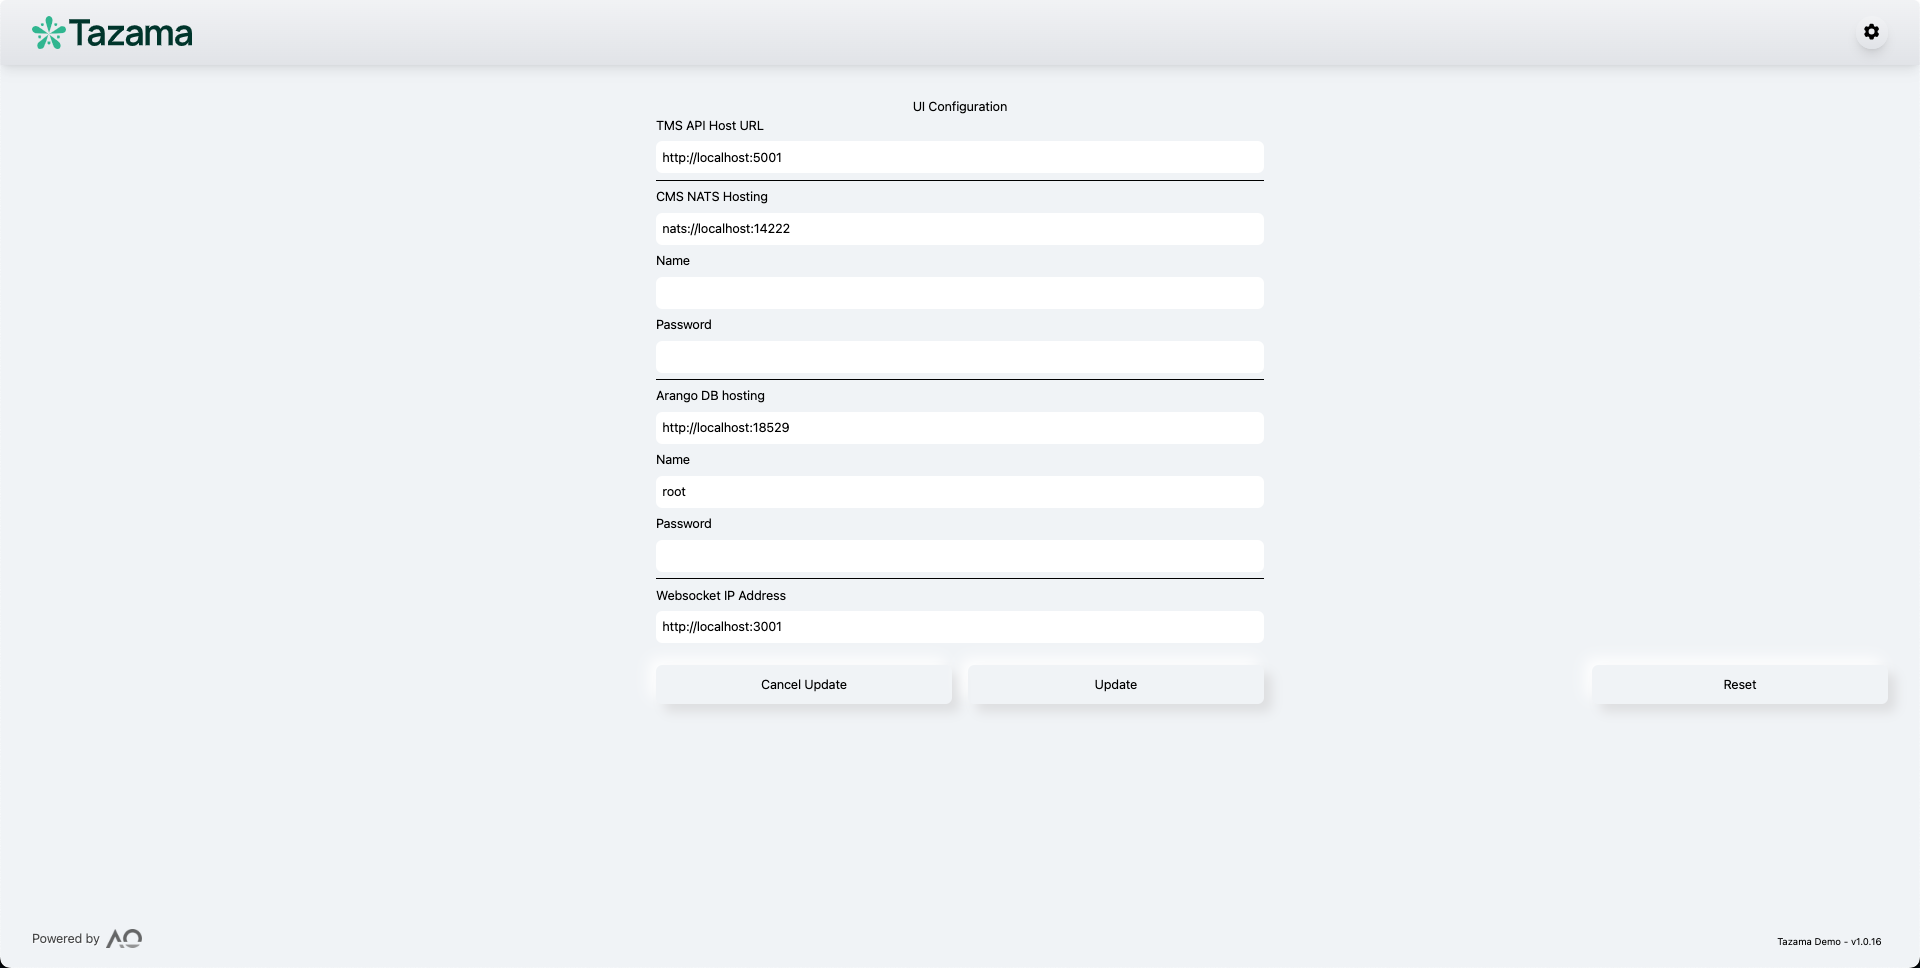 Tazama
UI Configuration
TMS API Host URL
http://localhost:5001
CMS NATS Hosting
nats://localhost:14222
Name
Password
Arango DB hosting
http://localhost:18529
Name
root
Password
Websocket IP Address
http://localhost:3001
Cancel Update
Update
Reset
Powered by AO
Tazama Demo - v1.0.16